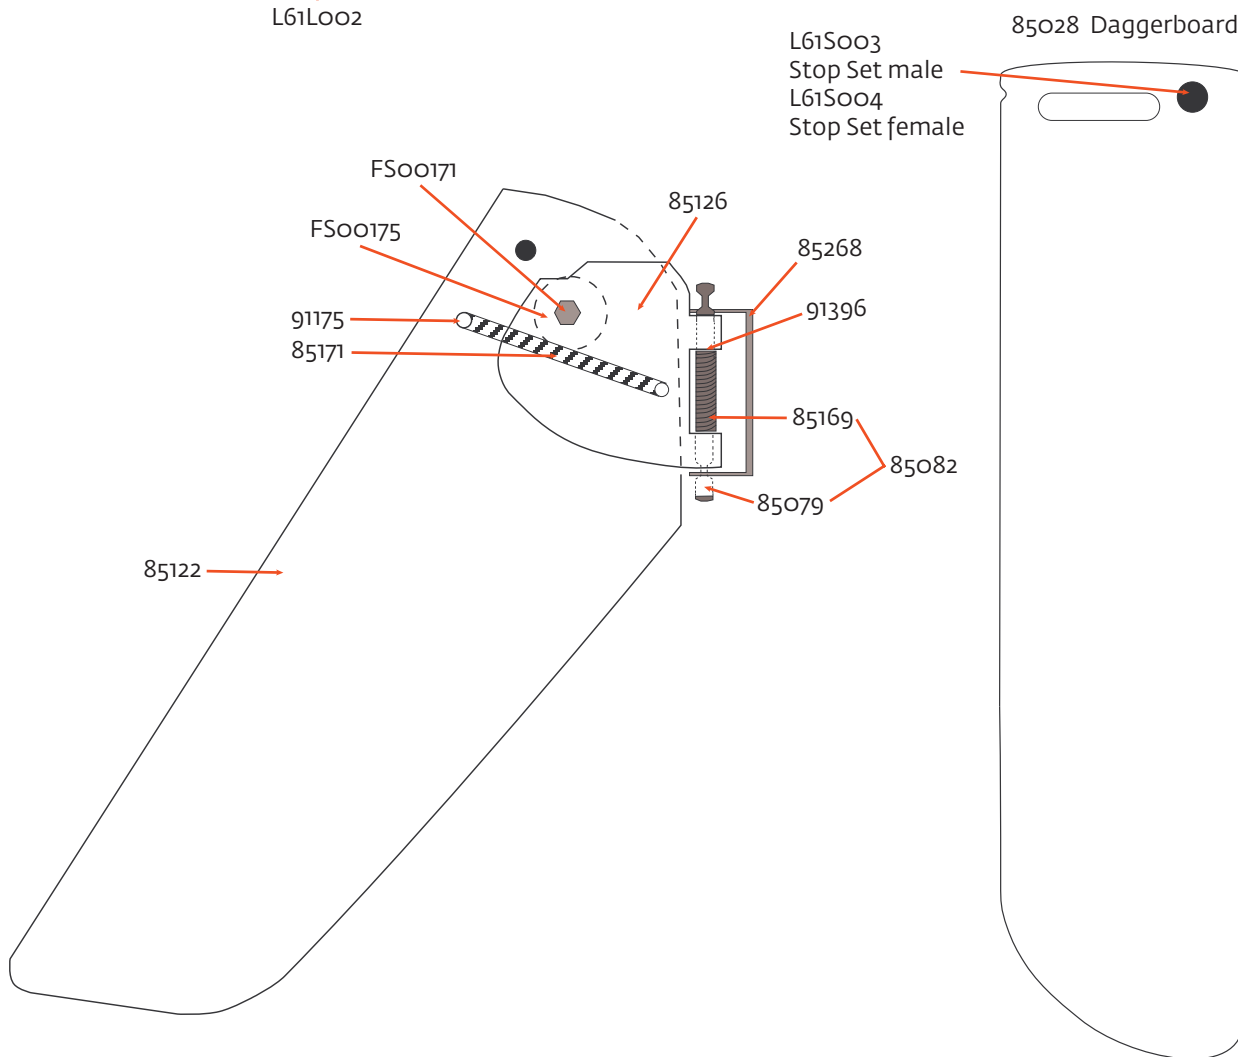 L61L002
85028 Daggerboard
L61S003
Stop Set male
L61S004
Stop Set female
FS00171
FS00175
85126
85268
91175
85171
91396
85169
85082
85079
85122